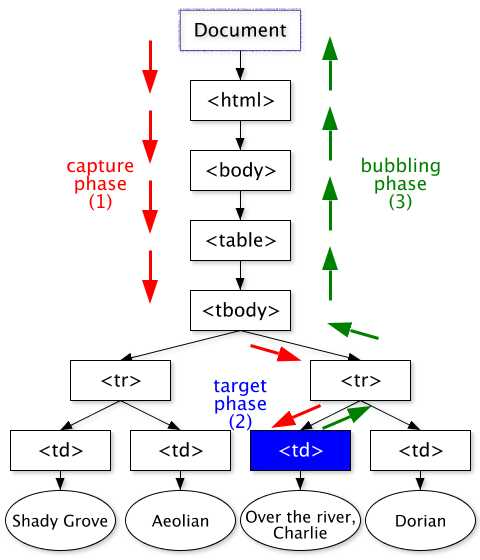 Document
<html>
capture
phase
(1)
<body>
bubbling
phase
(3)
<table>
<tbody>
<tr>
target
phase
(2)
<tr>
<td>
<td>
<td>
<td>
Shady Grove
Aeolian
Over the river,
Charlie
Dorian